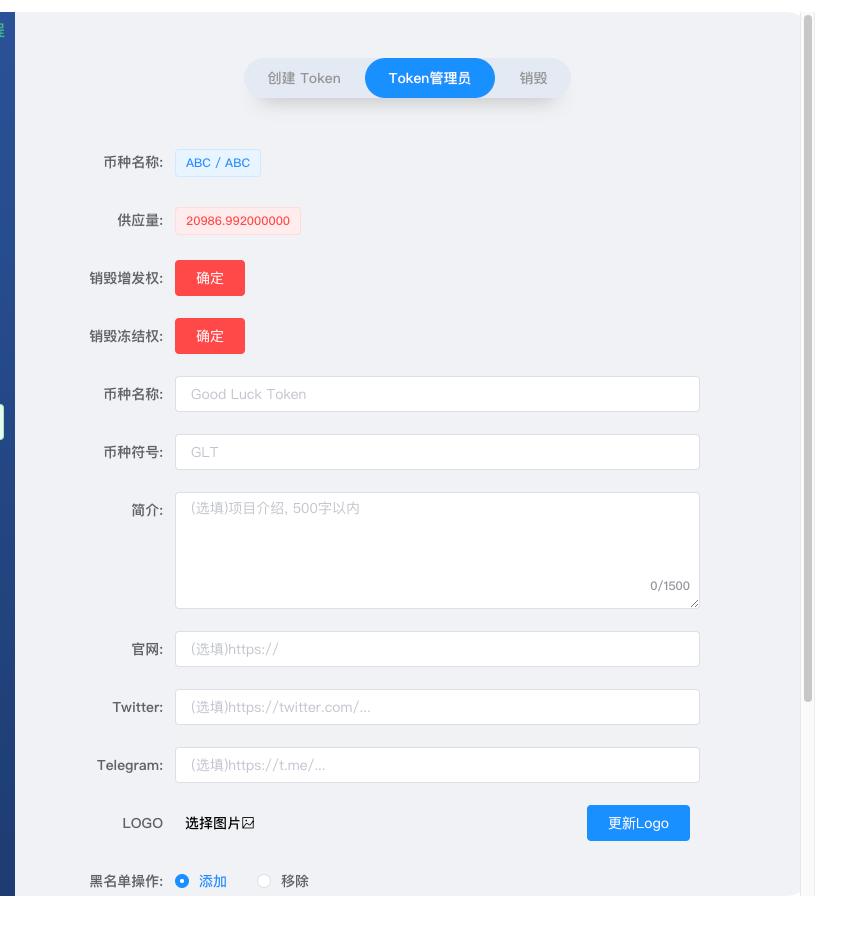 创建 Token
Token管理员
销毁
币种名称: ABC / ABC
供应量: 20986.992000000
销毁增发权: 确定
销毁冻结权: 确定
币种名称: Good Luck Token
币种符号: GLT
简介: (选填)项目介绍, 500字以内
0/1500
官网: (选填)https://
Twitter: (选填)https://twitter.com/...
Telegram: (选填)https://t.me/...
LOGO 选择图片 更新Logo
黑名单操作: 添加 移除